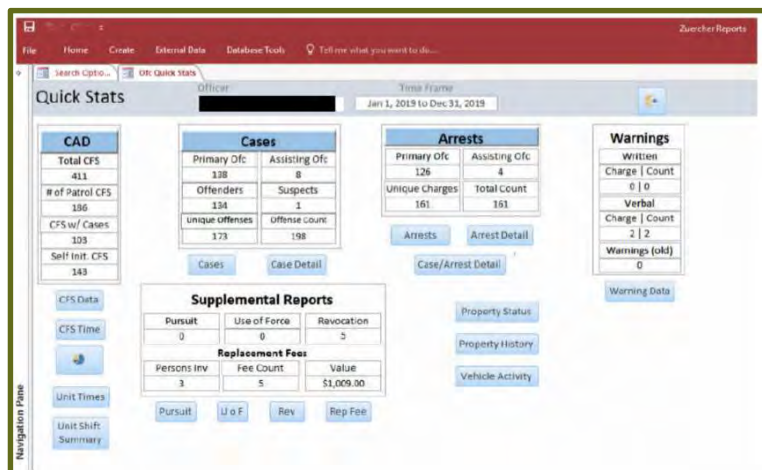 Zuercher Reports
File Home Create External Data Database Tools Tell me what you want to do...
Search Optio... Ofc Quick Stats
Quick Stats
Officer
Time Frame
Jan 1, 2019 to Dec 31, 2019
CAD
Total CFS
411
# of Patrol CFS
186
CFS w/ Cases
103
Self Init. CFS
143
CFS Data
CFS Time
Unit Times
Unit Shift
Summary
Cases
Primary Ofc Assisting Ofc
138 8
Offenders Suspects
134 1
Unique Offenses Offense Count
173 198
Cases Case Detail
Arrests
Primary Ofc Assisting Ofc
126 4
Unique Charges Total Count
161 161
Arrests Arrest Detail
Case/Arrest Detail
Warnings
Written
Charge | Count
0 | 0
Verbal
Charge | Count
2 | 2
Warnings (old)
0
Warning Data
Supplemental Reports
Pursuit Use of Force Revocation
0 0 5
Replacement Fees
Persons Inv Fee Count Value
3 5 $1,009.00
Pursuit U o F Rev Rep Fee
Property Status
Property History
Vehicle Activity
Navigation Pane